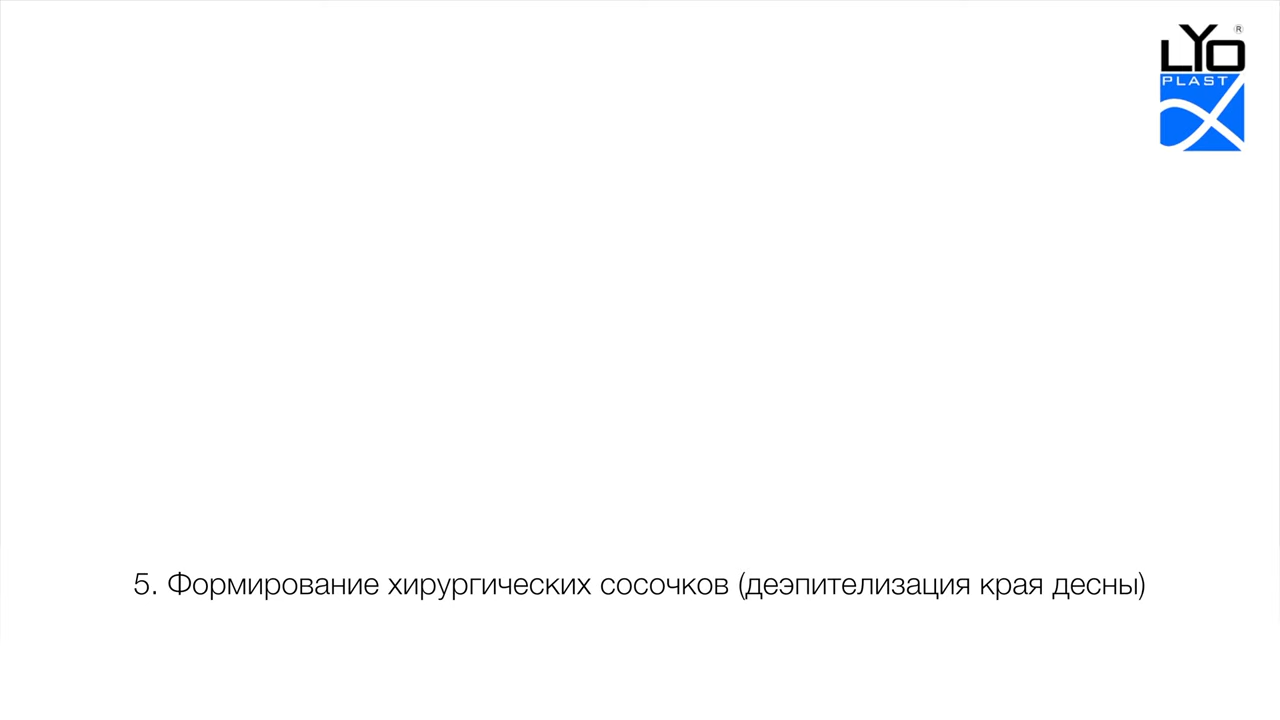 LYO®
PLAST
5. Формирование хирургических сосочков (деэпителизация края десны)